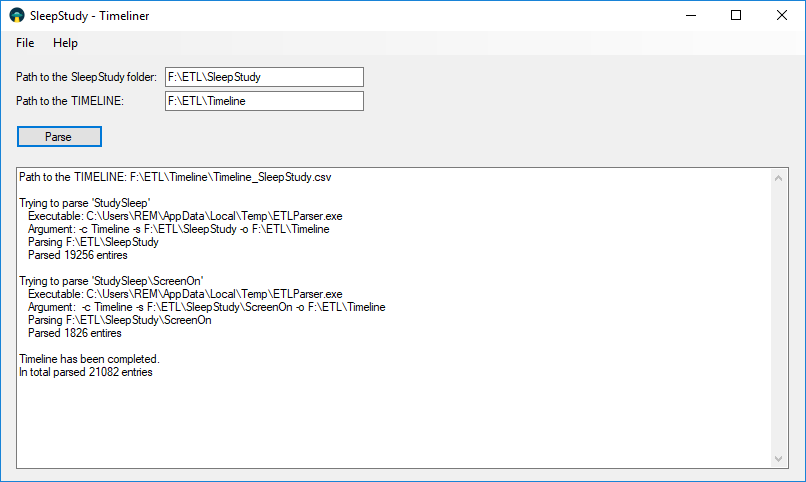 SleepStudy - Timeliner
File Help
Path to the SleepStudy folder: F:\ETL\SleepStudy
Path to the TIMELINE: F:\ETL\Timeline
Parse
Path to the TIMELINE: F:\ETL\Timeline\Timeline_SleepStudy.csv
Trying to parse 'StudySleep'
Executable: C:\Users\REM\AppData\Local\Temp\ETLParser.exe
Argument: -c Timeline -s F:\ETL\SleepStudy -o F:\ETL\Timeline
Parsing F:\ETL\SleepStudy
Parsed 19256 entires
Trying to parse 'StudySleep\ScreenOn'
Executable: C:\Users\REM\AppData\Local\Temp\ETLParser.exe
Argument: -c Timeline -s F:\ETL\SleepStudy\ScreenOn -o F:\ETL\Timeline
Parsing F:\ETL\SleepStudy\ScreenOn
Parsed 1826 entires
Timeline has been completed.
In total parsed 21082 entries